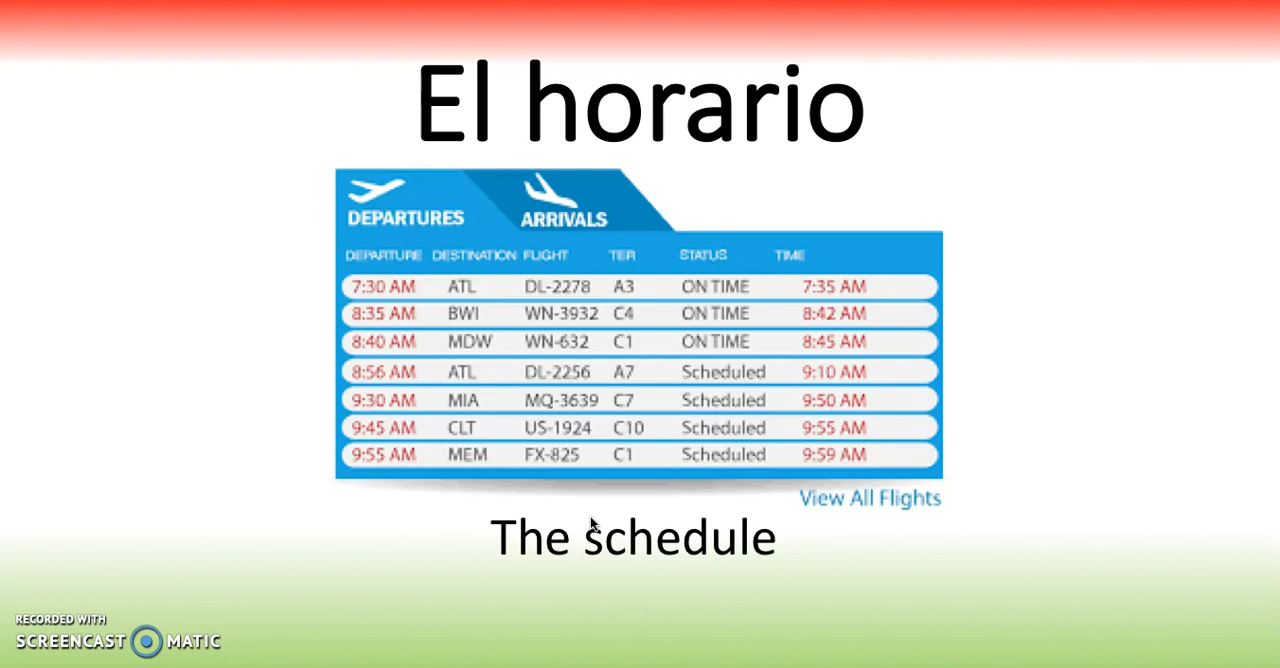 El horario
DEPARTURES ARRIVALS
DEPARTURE DESTINATION FLIGHT TER STATUS TIME
7:30 AM ATL DL-2278 A3 ON TIME 7:35 AM
8:35 AM BWI WN-3932 C4 ON TIME 8:42 AM
8:40 AM MDW WN-632 C1 ON TIME 8:45 AM
8:56 AM ATL DL-2256 A7 Scheduled 9:10 AM
9:30 AM MIA MQ-3639 C7 Scheduled 9:50 AM
9:45 AM CLT US-1924 C10 Scheduled 9:55 AM
9:55 AM MEM FX-825 C1 Scheduled 9:59 AM
View All Flights
The schedule
RECORDED WITH
SCREENCAST MATIC